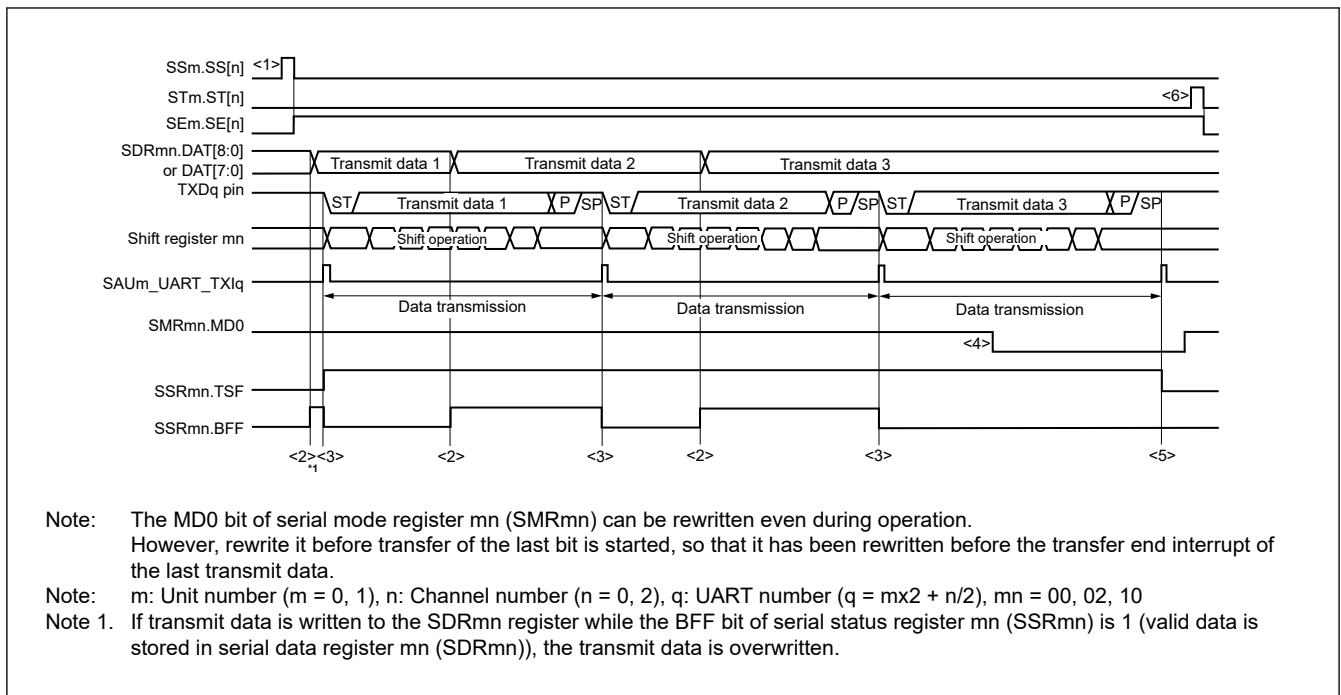 SSm.SS[n] <1>
STm.ST[n] <6>
SEm.SE[n]
SDRmn.DAT[8:0]
or DAT[7:0]
Transmit data 1 Transmit data 2 Transmit data 3
TXDq pin
ST Transmit data 1 P SP ST Transmit data 2 P SP ST Transmit data 3 P SP
Shift register mn Shift operation Shift operation Shift operation
SAUm_UART_TXIq
Data transmission Data transmission Data transmission
SMRmn.MD0
<4>
SSRmn.TSF
SSRmn.BFF
<2> <3> <2> <3> <2> <3> <5>
*1
Note: The MD0 bit of serial mode register mn (SMRmn) can be rewritten even during operation.
However, rewrite it before transfer of the last bit is started, so that it has been rewritten before the transfer end interrupt of
the last transmit data.
Note: m: Unit number (m = 0, 1), n: Channel number (n = 0, 2), q: UART number (q = mx2 + n/2), mn = 00, 02, 10
Note 1. If transmit data is written to the SDRmn register while the BFF bit of serial status register mn (SSRmn) is 1 (valid data is
stored in serial data register mn (SDRmn)), the transmit data is overwritten.